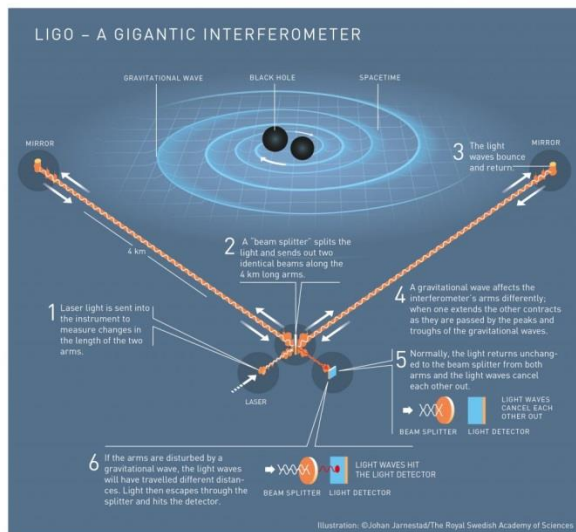 LIGO – A GIGANTIC INTERFEROMETER
GRAVITATIONAL WAVE
BLACK HOLE
SPACETIME
MIRROR
MIRROR
3 The light
waves bounce
and return.
4 km
2 A "beam splitter" splits the
light and sends out two
identical beams along the
4 km long arms.
1 Laser light is sent into
the instrument to
measure changes in
the length of the two
arms.
4 A gravitational wave affects the
interferometer's arms differently;
when one extends the other contracts
as they are passed by the peaks and
troughs of the gravitational waves.
LASER
5 Normally, the light returns unchang-
ed to the beam splitter from both
arms and the light waves cancel
each other out.
LIGHT WAVES
CANCEL EACH
OTHER OUT
BEAM SPLITTER
LIGHT DETECTOR
6 If the arms are disturbed by a
gravitational wave, the light waves
will have travelled different distan-
ces. Light then escapes through the
splitter and hits the detector.
LIGHT WAVES HIT
THE LIGHT DETECTOR
BEAM SPLITTER
LIGHT DETECTOR
Illustration: ©Johan Jarnestad/The Royal Swedish Academy of Sciences